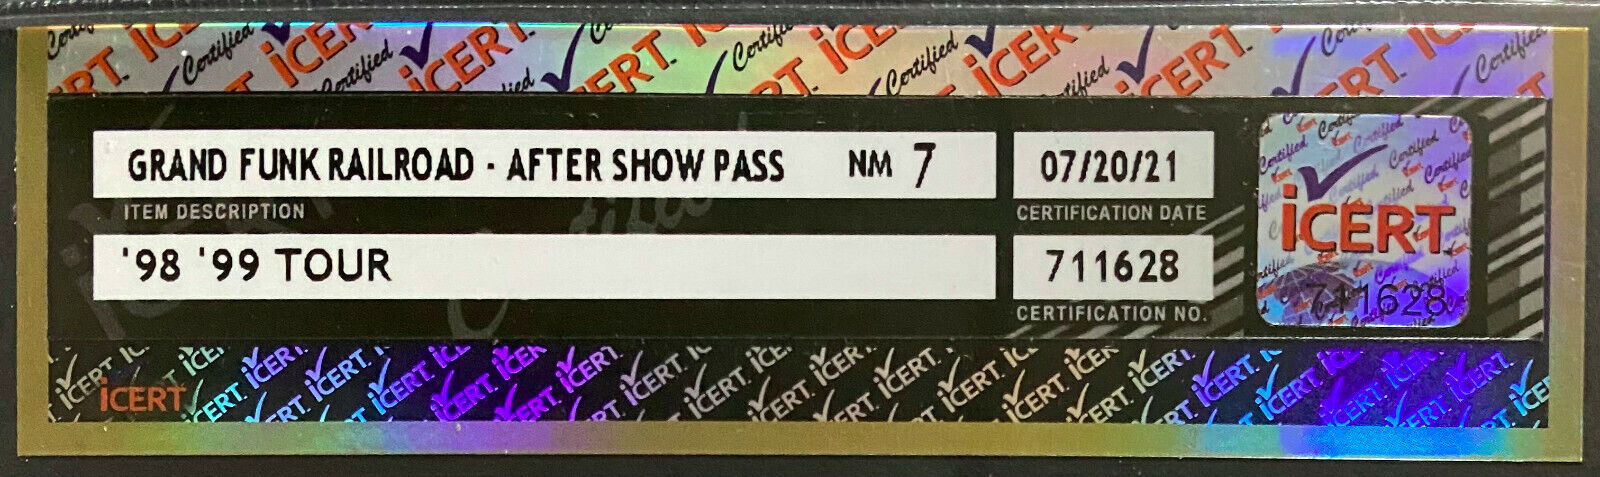 GRAND FUNK RAILROAD - AFTER SHOW PASS NM 7
ITEM DESCRIPTION
'98 '99 TOUR
07/20/21
CERTIFICATION DATE
711628
CERTIFICATION NO.
iCERT
711628
iCERT